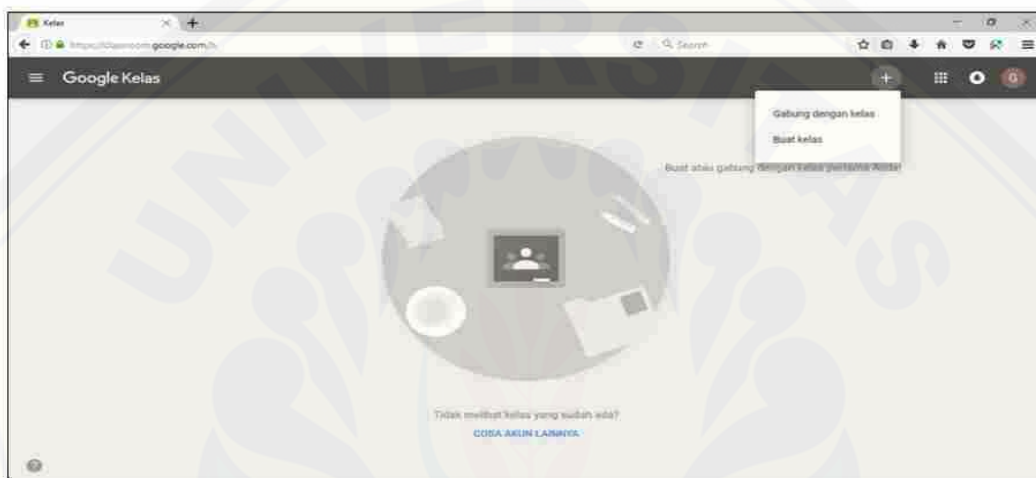 Kelas
https://classroom.google.com/h
Search
Google Kelas
G
Gabung dengan kelas
Buat kelas
Buat atau gabung dengan kelas pertama Anda!
Tidak melihat kelas yang sudah ada?
COBA AKUN LAINNYA
UNIVERSITAS